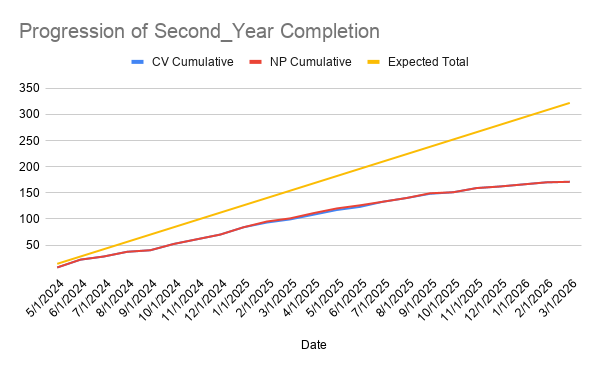 Progression of Second_Year Completion
CV Cumulative NP Cumulative Expected Total
350
300
250
200
150
100
50
5/1/2024 6/1/2024 7/1/2024 8/1/2024 9/1/2024 10/1/2024 11/1/2024 12/1/2024 1/1/2025 2/1/2025 3/1/2025 4/1/2025 5/1/2025 6/1/2025 7/1/2025 8/1/2025 9/1/2025 10/1/2025 11/1/2025 12/1/2025 1/1/2026 2/1/2026 3/1/2026
Date